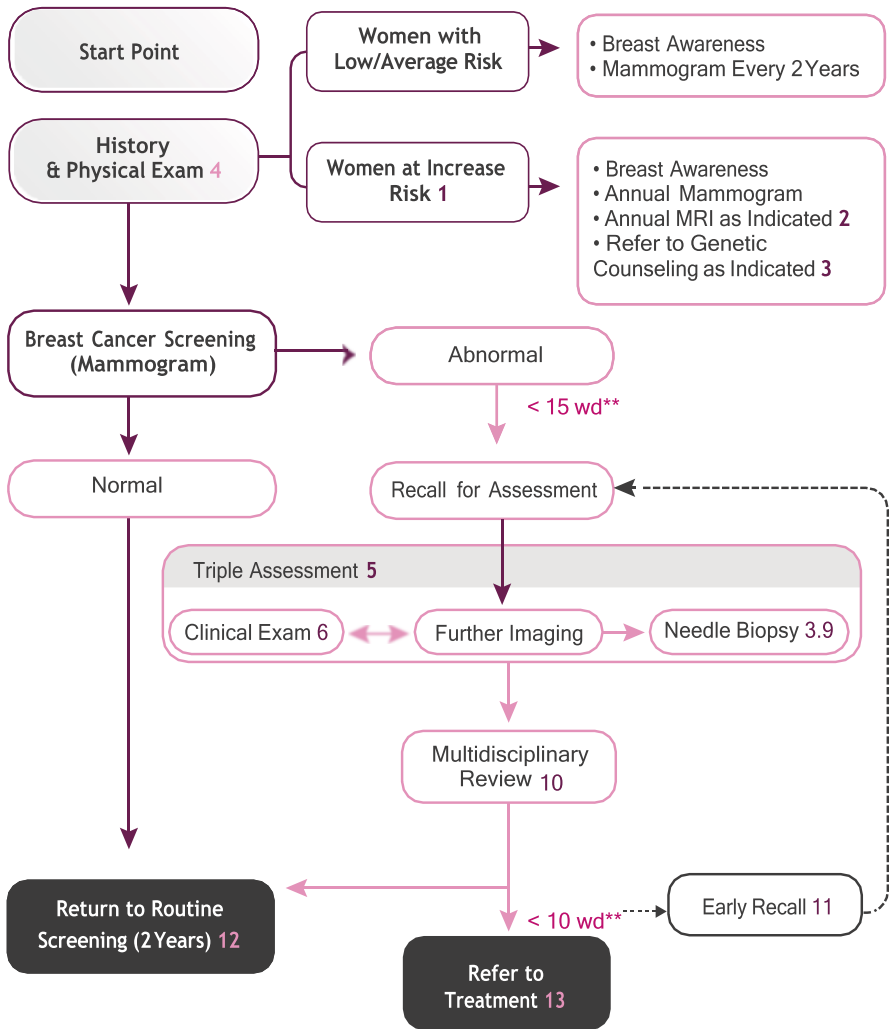 Start Point
Women with
Low/Average Risk
• Breast Awareness
• Mammogram Every 2 Years
History
& Physical Exam 4
Women at Increase
Risk 1
• Breast Awareness
• Annual Mammogram
• Annual MRI as Indicated 2
• Refer to Genetic
Counseling as Indicated 3
Breast Cancer Screening
(Mammogram)
Abnormal
< 15 wd**
Normal
Recall for Assessment
Triple Assessment 5
Clinical Exam 6
Further Imaging
Needle Biopsy 3.9
Multidisciplinary
Review 10
Return to Routine
Screening (2 Years) 12
< 10 wd**
Early Recall 11
Refer to
Treatment 13